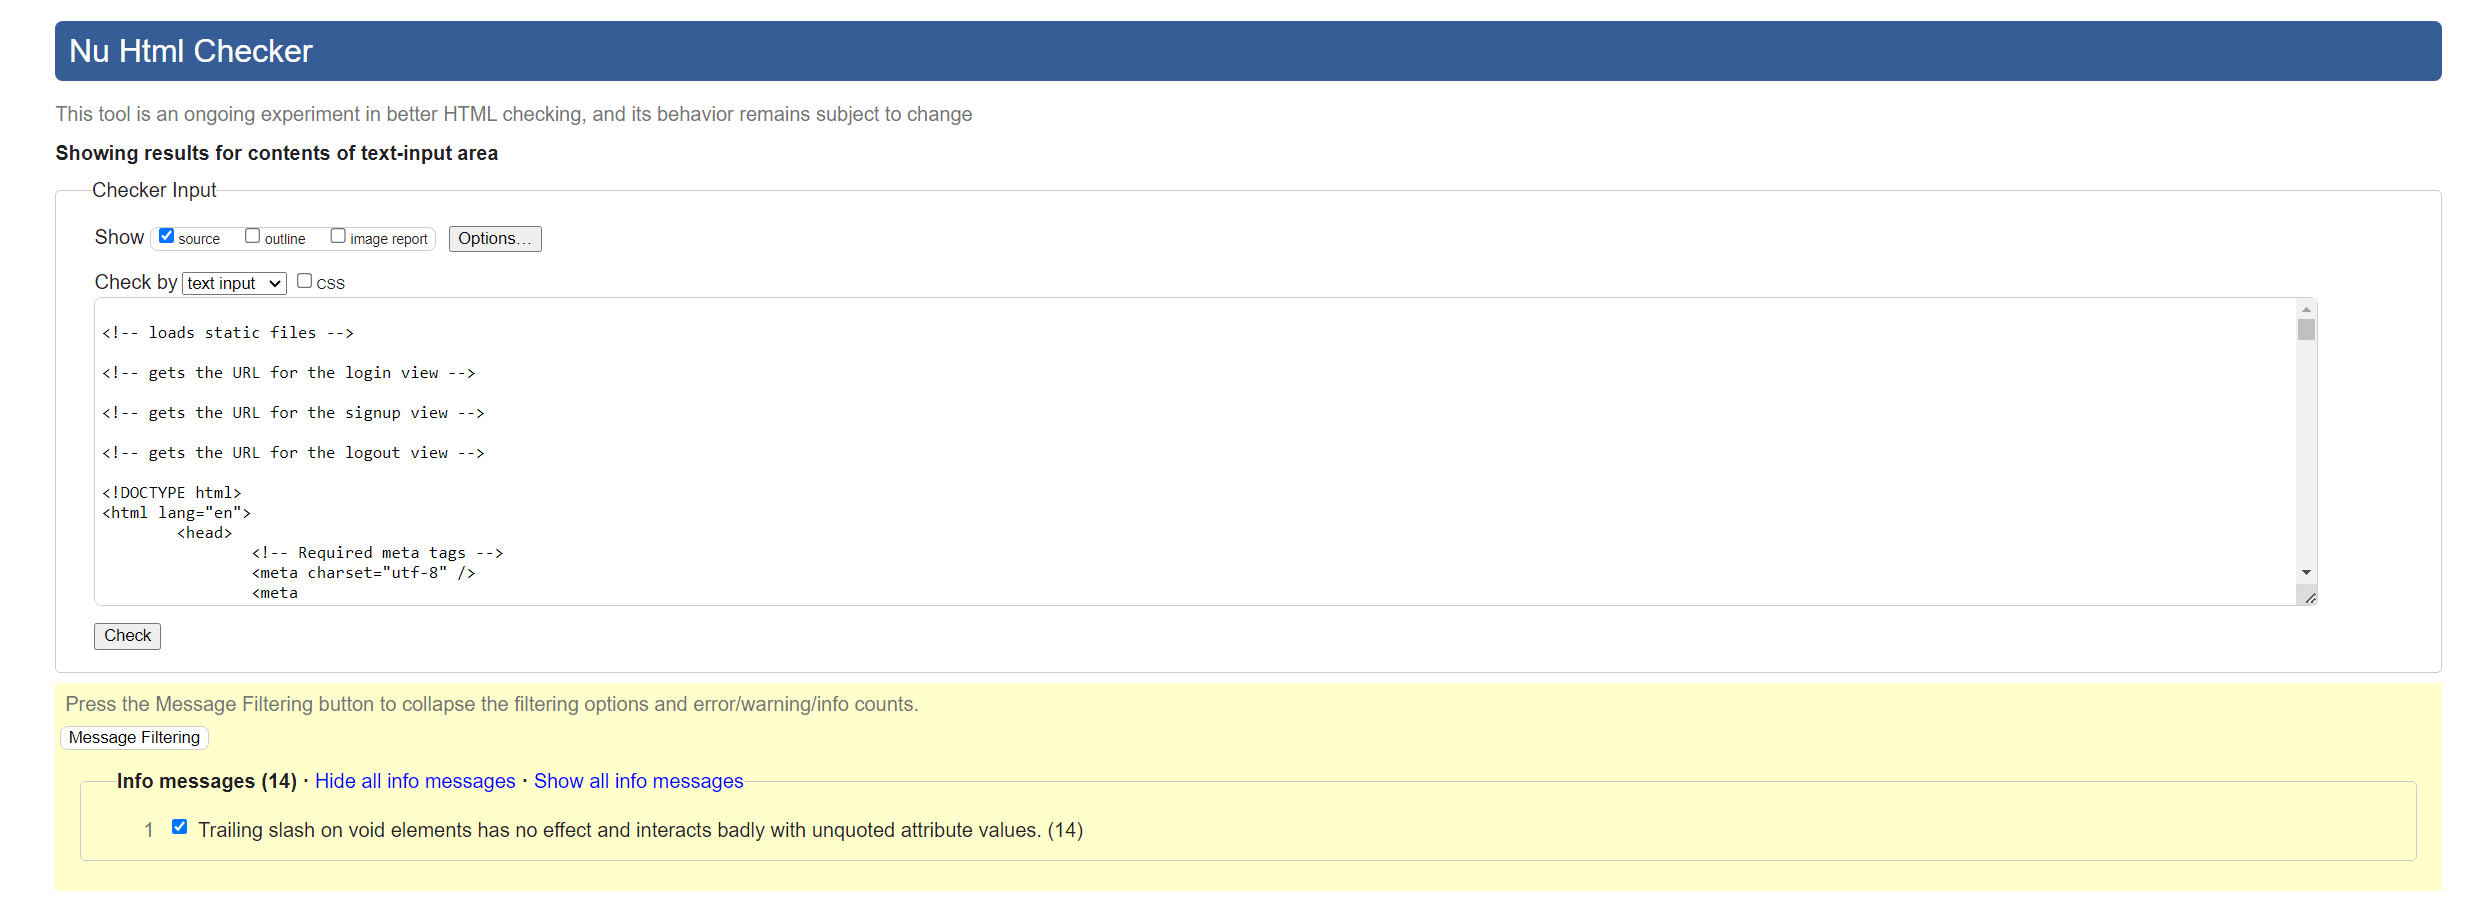 Nu Html Checker
This tool is an ongoing experiment in better HTML checking, and its behavior remains subject to change
Showing results for contents of text-input area
Checker Input
Show source outline image report Options...
Check by text input CSS
<!-- loads static files -->
<!-- gets the URL for the login view -->
<!-- gets the URL for the signup view -->
<!-- gets the URL for the logout view -->
<!DOCTYPE html>
<html lang="en">
<head>
<!-- Required meta tags -->
<meta charset="utf-8" />
<meta
Check
Press the Message Filtering button to collapse the filtering options and error/warning/info counts.
Message Filtering
Info messages (14) · Hide all info messages · Show all info messages
1 Trailing slash on void elements has no effect and interacts badly with unquoted attribute values. (14)